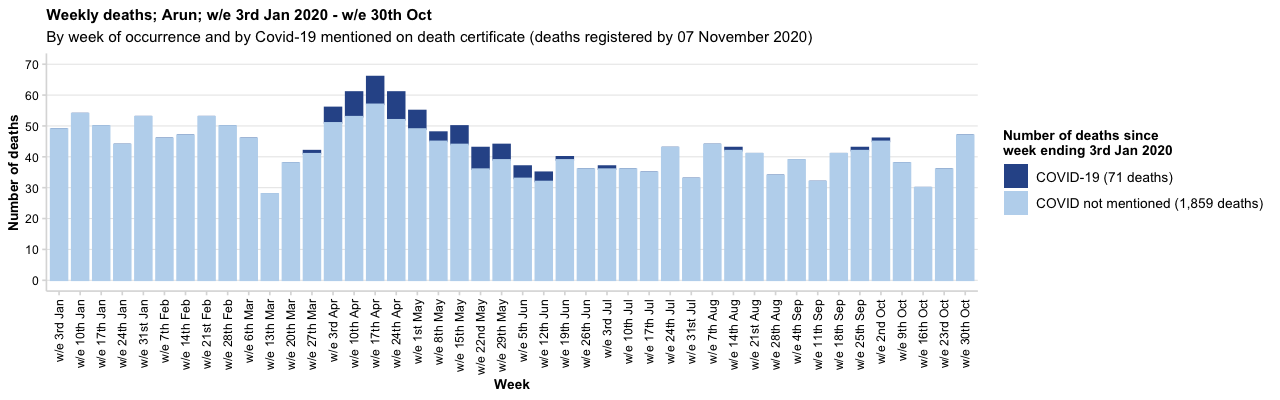 Weekly deaths; Arun; w/e 3rd Jan 2020 - w/e 30th Oct
By week of occurrence and by Covid-19 mentioned on death certificate (deaths registered by 07 November 2020)
Number of deaths
70
60
50
40
30
20
10
0
w/e 3rd Jan
w/e 10th Jan
w/e 17th Jan
w/e 24th Jan
w/e 31st Jan
w/e 7th Feb
w/e 14th Feb
w/e 21st Feb
w/e 28th Feb
w/e 6th Mar
w/e 13th Mar
w/e 20th Mar
w/e 27th Mar
w/e 3rd Apr
w/e 10th Apr
w/e 17th Apr
w/e 24th Apr
w/e 1st May
w/e 8th May
w/e 15th May
w/e 22nd May
w/e 29th May
w/e 5th Jun
w/e 12th Jun
w/e 19th Jun
w/e 26th Jun
w/e 3rd Jul
w/e 10th Jul
w/e 17th Jul
w/e 24th Jul
w/e 31st Jul
w/e 7th Aug
w/e 14th Aug
w/e 21st Aug
w/e 28th Aug
w/e 4th Sep
w/e 11th Sep
w/e 18th Sep
w/e 25th Sep
w/e 2nd Oct
w/e 9th Oct
w/e 16th Oct
w/e 23rd Oct
w/e 30th Oct
Week
Number of deaths since
week ending 3rd Jan 2020
COVID-19 (71 deaths)
COVID not mentioned (1,859 deaths)